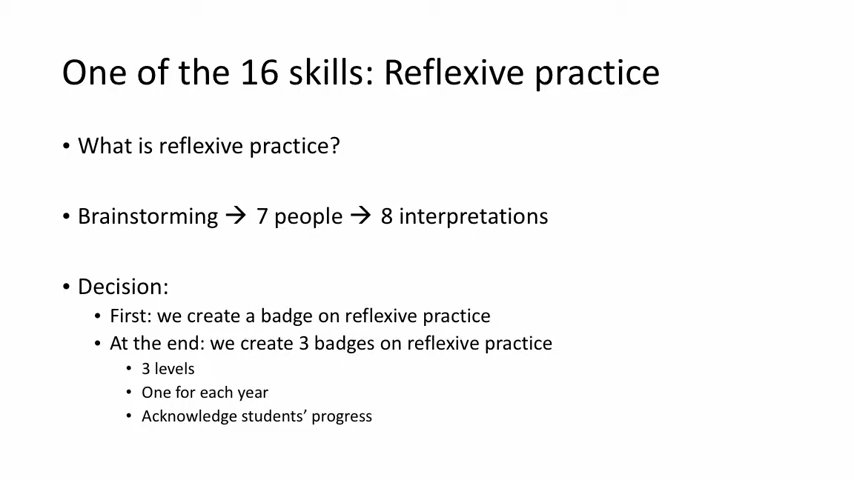 One of the 16 skills: Reflexive practice
• What is reflexive practice?
• Brainstorming → 7 people → 8 interpretations
• Decision:
• First: we create a badge on reflexive practice
• At the end: we create 3 badges on reflexive practice
• 3 levels
• One for each year
• Acknowledge students’ progress